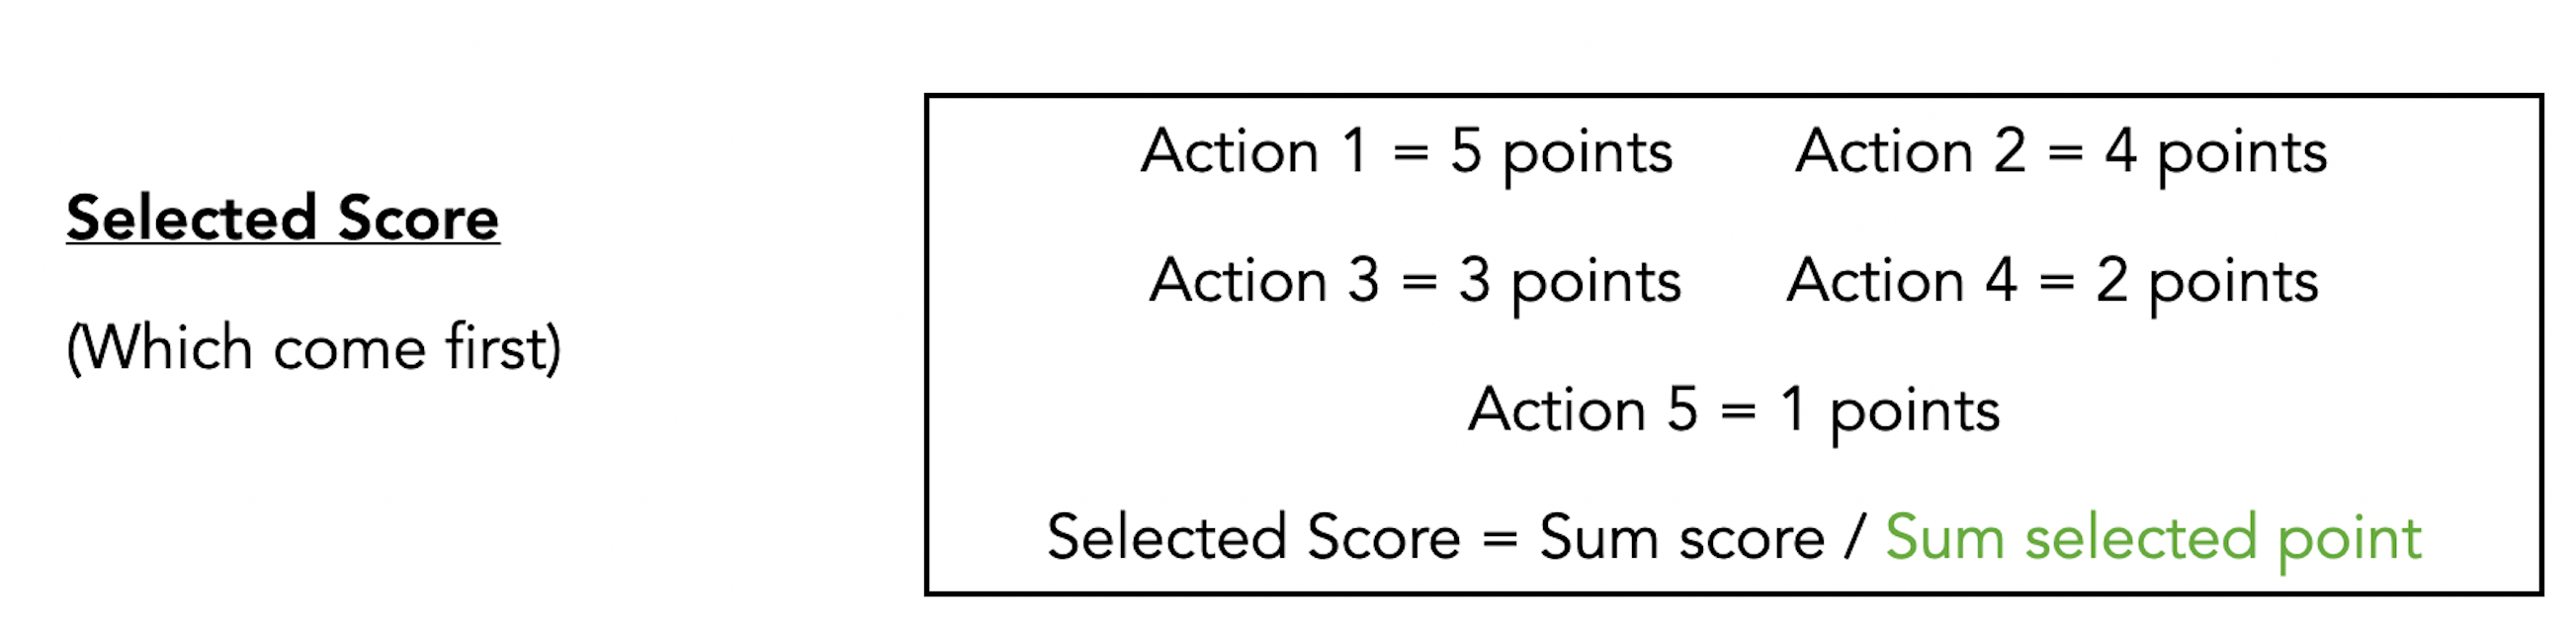 Selected Score
(Which come first)
Action 1 = 5 points Action 2 = 4 points
Action 3 = 3 points Action 4 = 2 points
Action 5 = 1 points
Selected Score = Sum score / Sum selected point